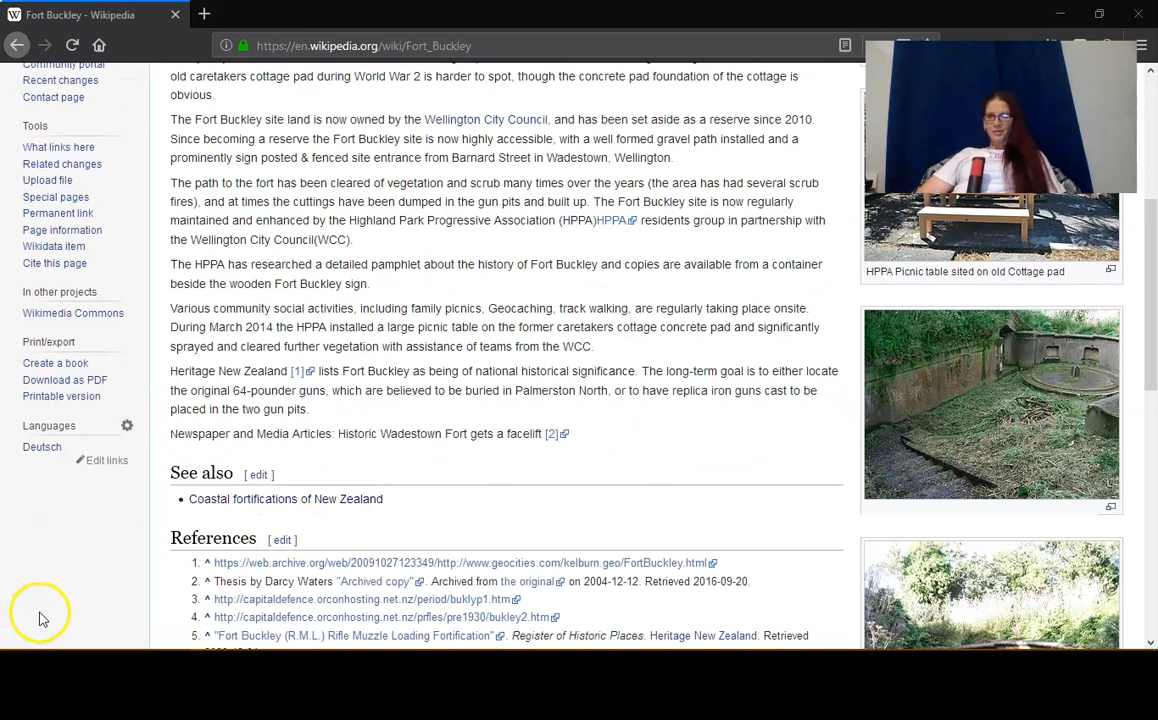 Fort Buckley - Wikipedia
https://en.wikipedia.org/wiki/Fort_Buckley
Community portal
Recent changes
Contact page
Tools
What links here
Related changes
Upload file
Special pages
Permanent link
Page information
Wikidata item
Cite this page
In other projects
Wikimedia Commons
Print/export
Create a book
Download as PDF
Printable version
Languages
Deutsch
Edit links
old caretakers cottage pad during World War 2 is harder to spot, though the concrete pad foundation of the cottage is
obvious.
The Fort Buckley site land is now owned by the Wellington City Council, and has been set aside as a reserve since 2010.
Since becoming a reserve the Fort Buckley site is now highly accessible, with a well formed gravel path installed and a
prominently sign posted & fenced site entrance from Barnard Street in Wadestown, Wellington.
The path to the fort has been cleared of vegetation and scrub many times over the years (the area has had several scrub
fires), and at times the cuttings have been dumped in the gun pits and built up. The Fort Buckley site is now regularly
maintained and enhanced by the Highland Park Progressive Association (HPPA)HPPA residents group in partnership with
the Wellington City Council(WCC).
The HPPA has researched a detailed pamphlet about the history of Fort Buckley and copies are available from a container
beside the wooden Fort Buckley sign.
Various community social activities, including family picnics, Geocaching, track walking, are regularly taking place onsite.
During March 2014 the HPPA installed a large picnic table on the former caretakers cottage concrete pad and significantly
sprayed and cleared further vegetation with assistance of teams from the WCC.
Heritage New Zealand [1] lists Fort Buckley as being of national historical significance. The long-term goal is to either locate
the original 64-pounder guns, which are believed to be buried in Palmerston North, or to have replica iron guns cast to be
placed in the two gun pits.
Newspaper and Media Articles: Historic Wadestown Fort gets a facelift [2]
See also [ edit ]
• Coastal fortifications of New Zealand
References [ edit ]
1. ^ https://web.archive.org/web/20091027123349/http://www.geocities.com/kelburn.geo/FortBuckley.html
2. ^ Thesis by Darcy Waters "Archived copy". Archived from the original on 2004-12-12. Retrieved 2016-09-20.
3. ^ http://capitaldefence.orconhosting.net.nz/period/buklyp1.htm
4. ^ http://capitaldefence.orconhosting.net.nz/prfles/pre1930/bukley2.htm
5. ^ "Fort Buckley (R.M.L.) Rifle Muzzle Loading Fortification". Register of Historic Places. Heritage New Zealand. Retrieved
HPPA Picnic table sited on old Cottage pad